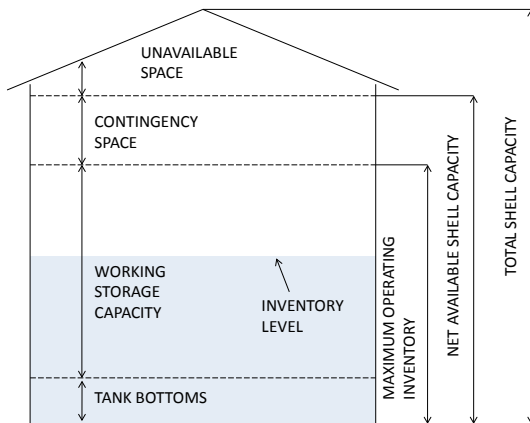 UNAVAILABLE
SPACE
CONTINGENCY
SPACE
WORKING
STORAGE
CAPACITY
INVENTORY
LEVEL
TANK BOTTOMS
MAXIMUM OPERATING
INVENTORY
NET AVAILABLE SHELL CAPACITY
TOTAL SHELL CAPACITY